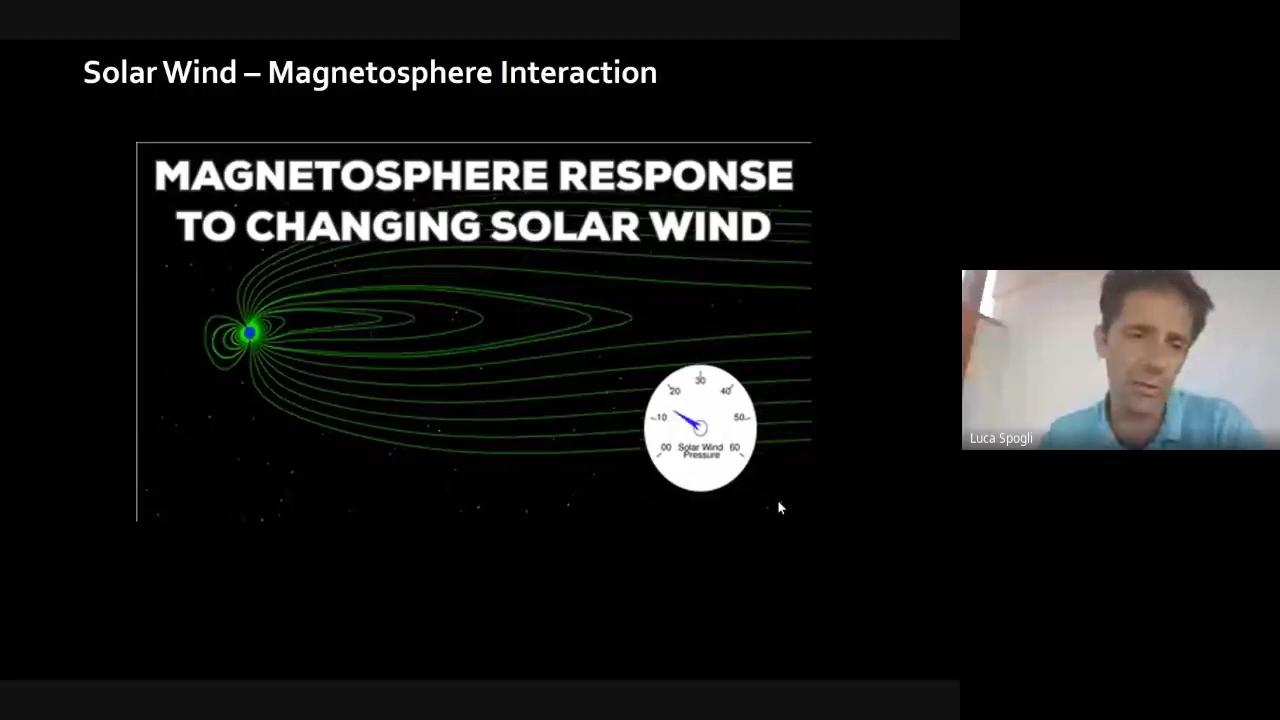 Solar Wind – Magnetosphere Interaction
MAGNETOSPHERE RESPONSE
TO CHANGING SOLAR WIND
30
20
40
10
50
00
Solar Wind
60
Pressure
Luca Spogli